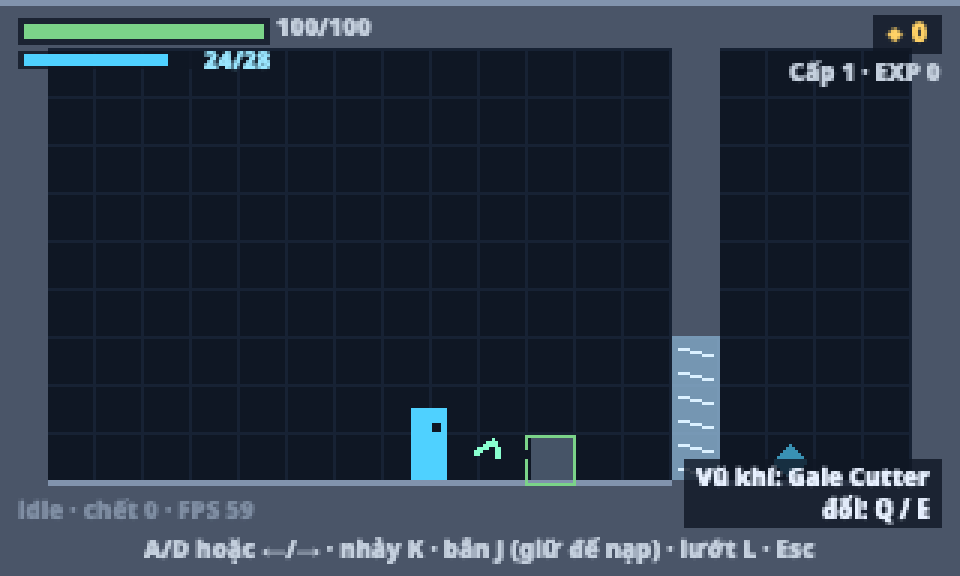 100/100
0
24/28
Cấp 1 · EXP 0
Vũ khí: Gale Cutter
đổi: Q / E
Idle · chết 0 · FPS 59
A/D hoặc ←/→ · nhảy K · bắn J (giữ để nạp) · lướt L · Esc